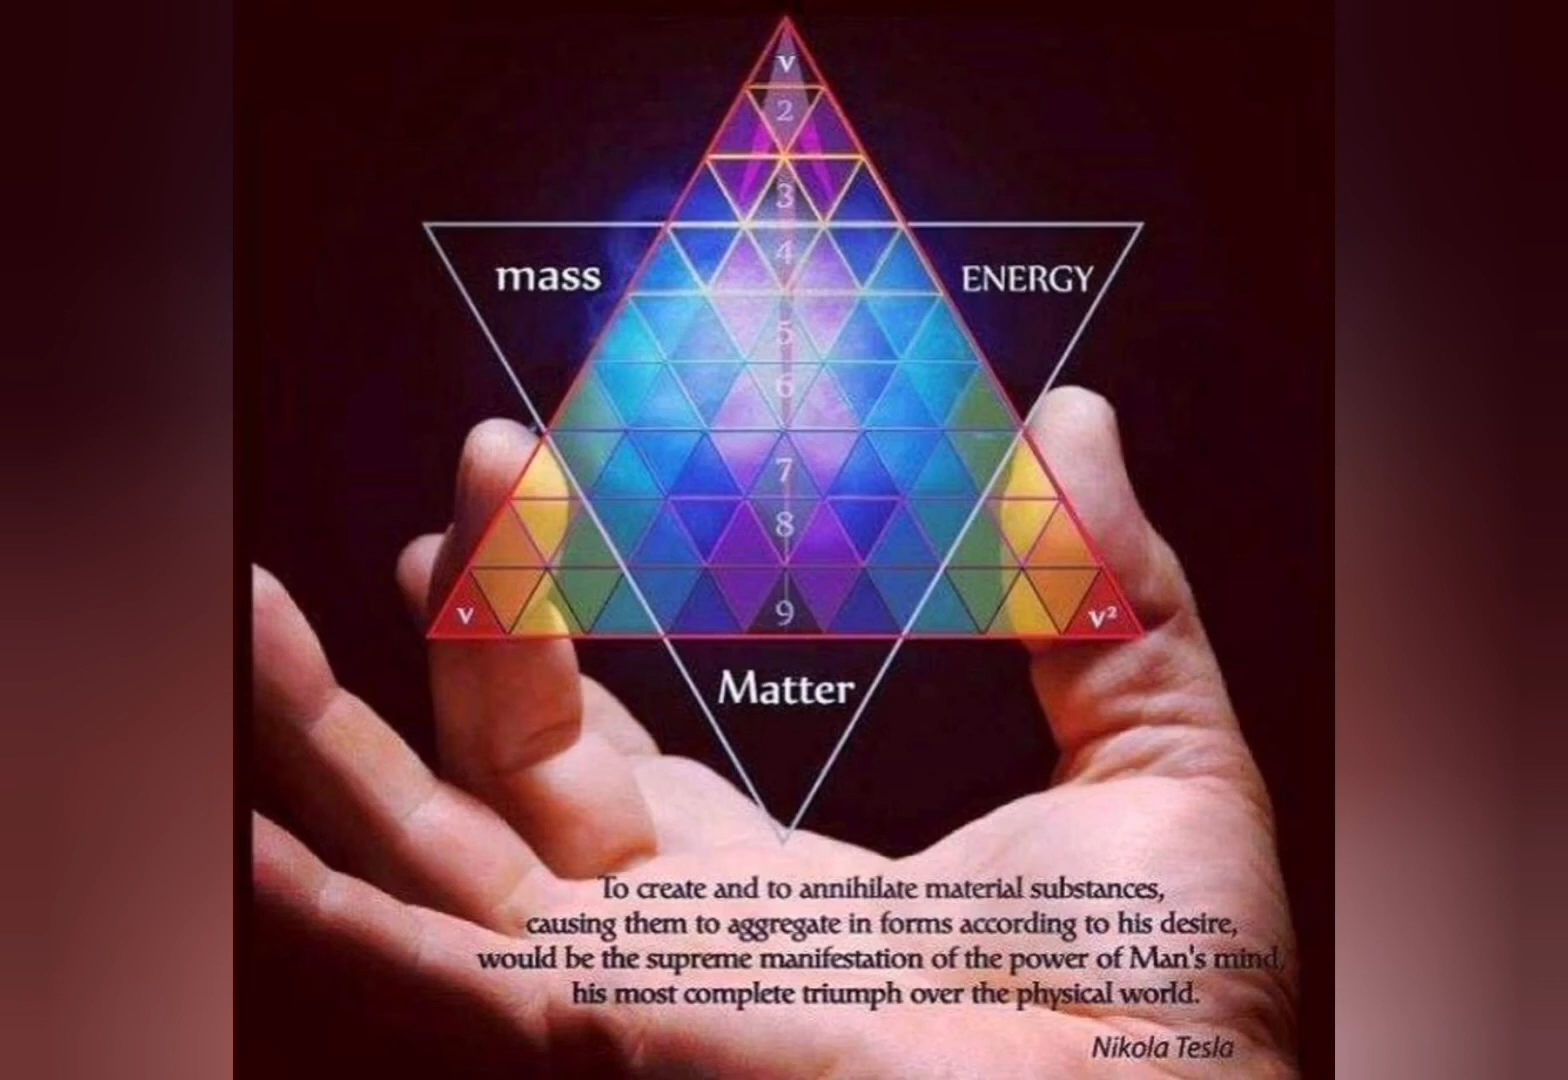 v
2
3
4
mass
ENERGY
5
6
7
8
v
9
v²
Matter
To create and to annihilate material substances,
causing them to aggregate in forms according to his desire,
would be the supreme manifestation of the power of Man's mind,
his most complete triumph over the physical world.
Nikola Tesla